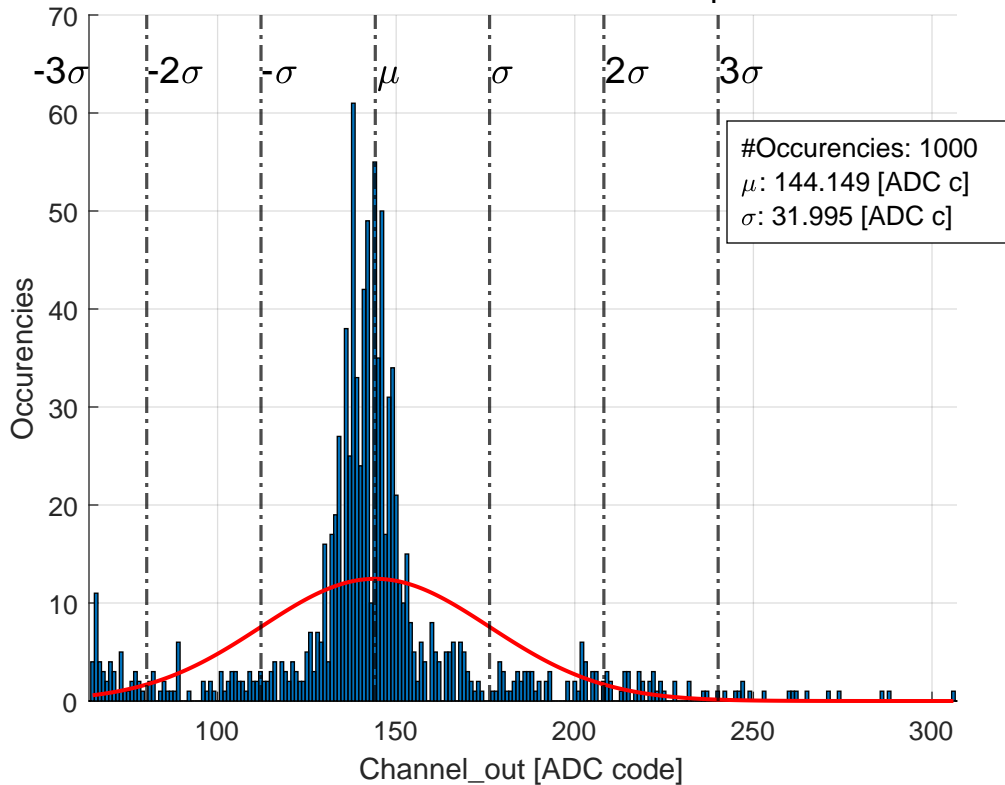 70
60
50
40
30
20
10
0
-3σ
-2σ
-σ
μ
σ
2σ
3σ
#Occurencies: 1000
μ: 144.149 [ADC c]
σ: 31.995 [ADC c]
Occurencies
100
150
200
250
300
Channel_out [ADC code]